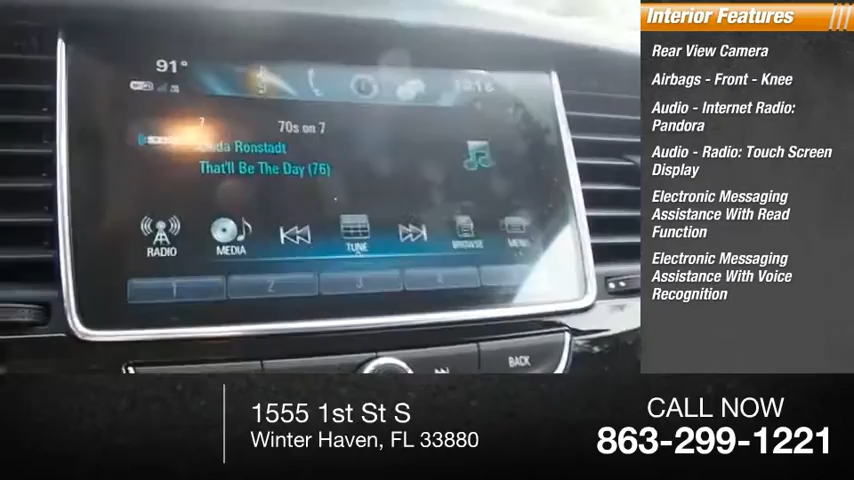 91°
70s on 7
Ronstadt
That'll Be The Day (76)
RADIO
MEDIA
TUNE
BROWSE
MENU
1
2
3
4
BACK
Interior Features
Rear View Camera
Airbags - Front - Knee
Audio - Internet Radio:
Pandora
Audio - Radio: Touch Screen
Display
Electronic Messaging
Assistance With Read
Function
Electronic Messaging
Assistance With Voice
Recognition
1555 1st St S
Winter Haven, FL 33880
CALL NOW
863-299-1221